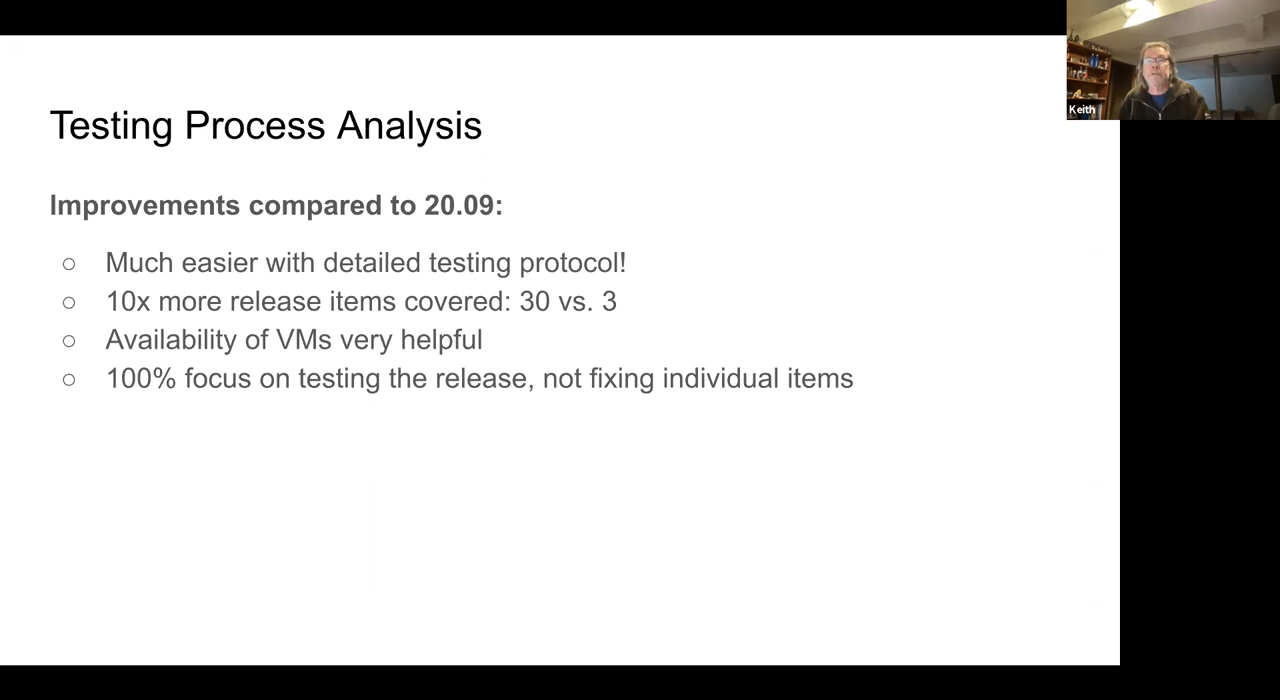 Testing Process Analysis
Improvements compared to 20.09:
○ Much easier with detailed testing protocol!
○ 10x more release items covered: 30 vs. 3
○ Availability of VMs very helpful
○ 100% focus on testing the release, not fixing individual items
Keith